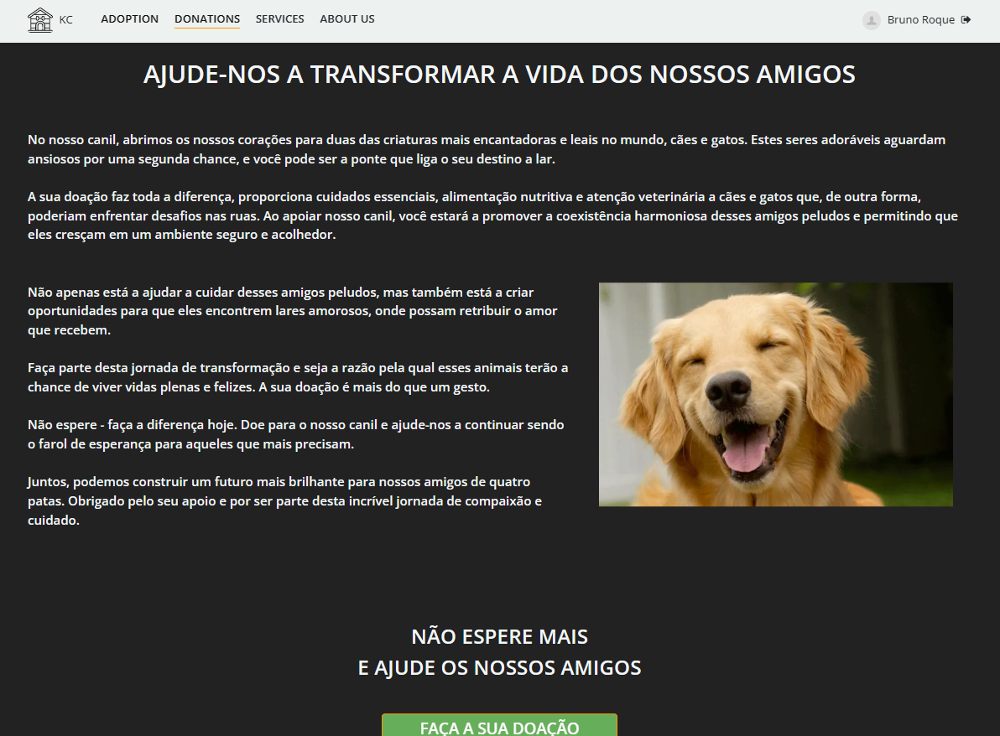 KC
ADOPTION
DONATIONS
SERVICES
ABOUT US
Bruno Roque
AJUDE-NOS A TRANSFORMAR A VIDA DOS NOSSOS AMIGOS
No nosso canil, abrimos os nossos corações para duas das criaturas mais encantadoras e leais no mundo, cães e gatos. Estes seres adoráveis aguardam
ansiosos por uma segunda chance, e você pode ser a ponte que liga o seu destino a lar.
A sua doação faz toda a diferença, proporciona cuidados essenciais, alimentação nutritiva e atenção veterinária a cães e gatos que, de outra forma,
poderiam enfrentar desafios nas ruas. Ao apoiar nosso canil, você estará a promover a coexistência harmoniosa desses amigos peludos e permitindo que
eles cresçam em um ambiente seguro e acolhedor.
Não apenas está a ajudar a cuidar desses amigos peludos, mas também está a criar
oportunidades para que eles encontrem lares amorosos, onde possam retribuir o amor
que recebem.
Faça parte desta jornada de transformação e seja a razão pela qual esses animais terão a
chance de viver vidas plenas e felizes. A sua doação é mais do que um gesto.
Não espere - faça a diferença hoje. Doe para o nosso canil e ajude-nos a continuar sendo
o farol de esperança para aqueles que mais precisam.
Juntos, podemos construir um futuro mais brilhante para nossos amigos de quatro
patas. Obrigado pelo seu apoio e por ser parte desta incrível jornada de compaixão e
cuidado.
NÃO ESPERE MAIS
E AJUDE OS NOSSOS AMIGOS
FAÇA A SUA DOAÇÃO